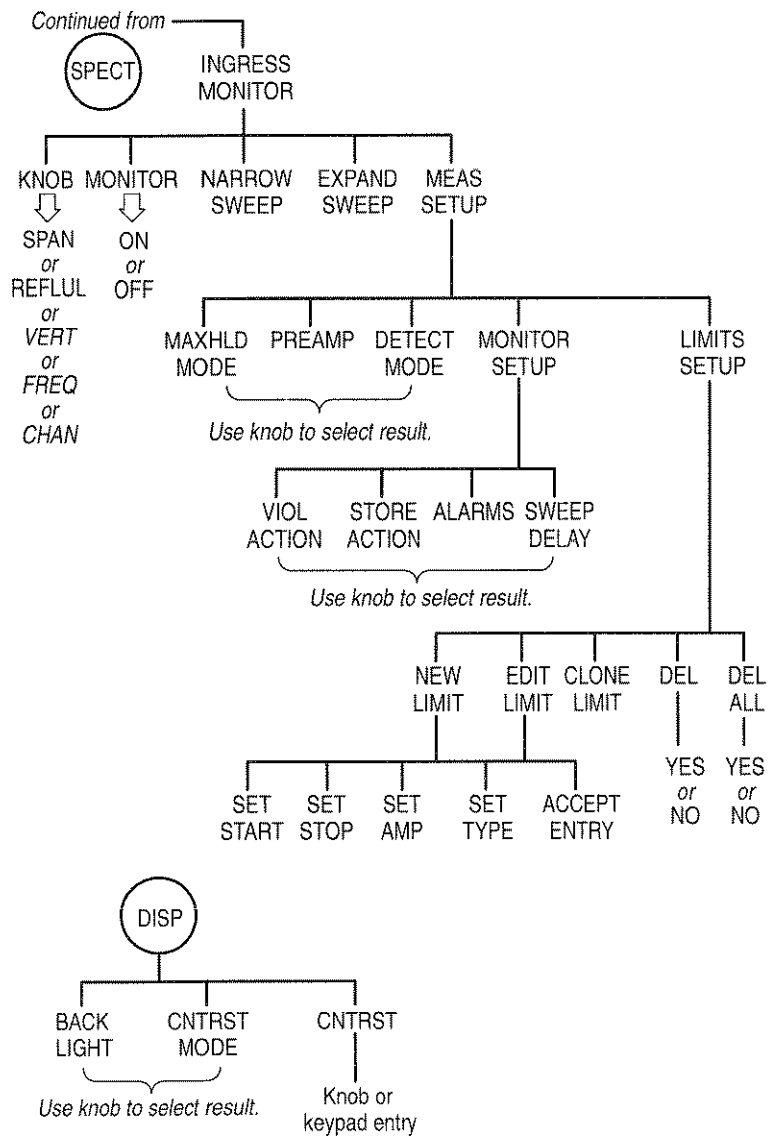 Continued from
SPECT
INGRESS
MONITOR
KNOB MONITOR NARROW EXPAND MEAS
SWEEP SWEEP SETUP
SPAN ON
or or
REFLUL OFF
or
VERT
or
FREQ
or
CHAN
MAXHLD PREAMP DETECT MONITOR LIMITS
MODE MODE SETUP SETUP
Use knob to select result.
VIOL STORE ALARMS SWEEP
ACTION ACTION DELAY
Use knob to select result.
NEW EDIT CLONE DEL DEL
LIMIT LIMIT LIMIT ALL
YES YES
or or
NO NO
SET SET SET SET ACCEPT
START STOP AMP TYPE ENTRY
DISP
BACK CNTRST CNTRST
LIGHT MODE
Use knob to select result.
Knob or
keypad entry